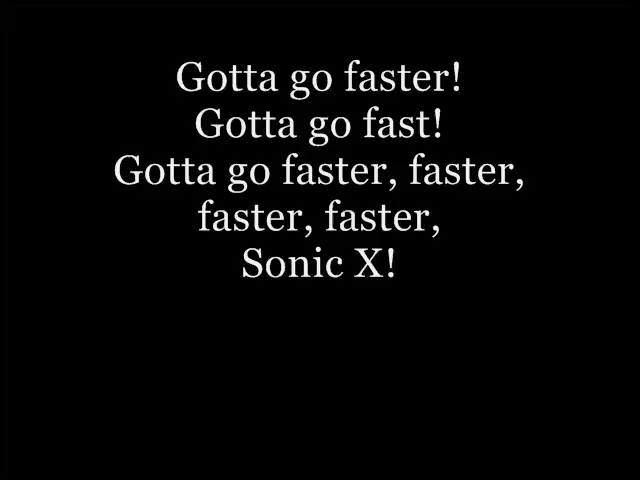 Gotta go faster!
Gotta go fast!
Gotta go faster, faster,
faster, faster,
Sonic X!